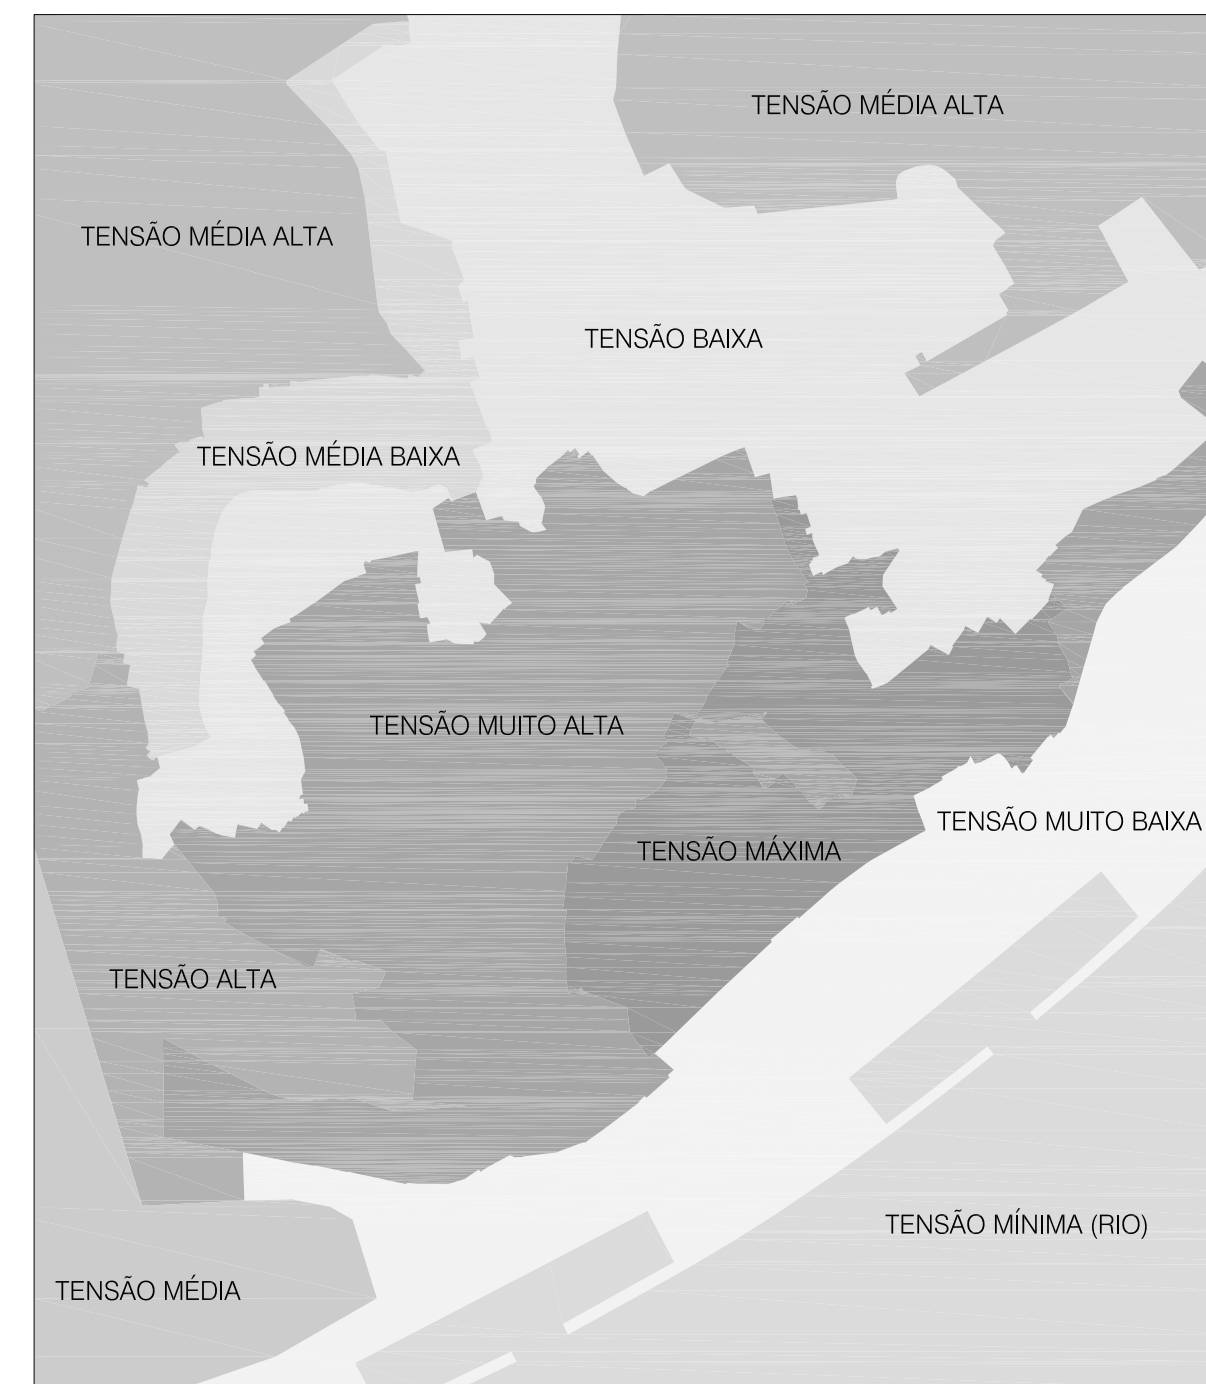 TENSÃO MÉDIA ALTA
TENSÃO MÉDIA ALTA
TENSÃO BAIXA
TENSÃO MÉDIA BAIXA
TENSÃO MUITO ALTA
TENSÃO MUITO BAIXA
TENSÃO MÁXIMA
TENSÃO ALTA
TENSÃO MÍNIMA (RIO)
TENSÃO MÉDIA